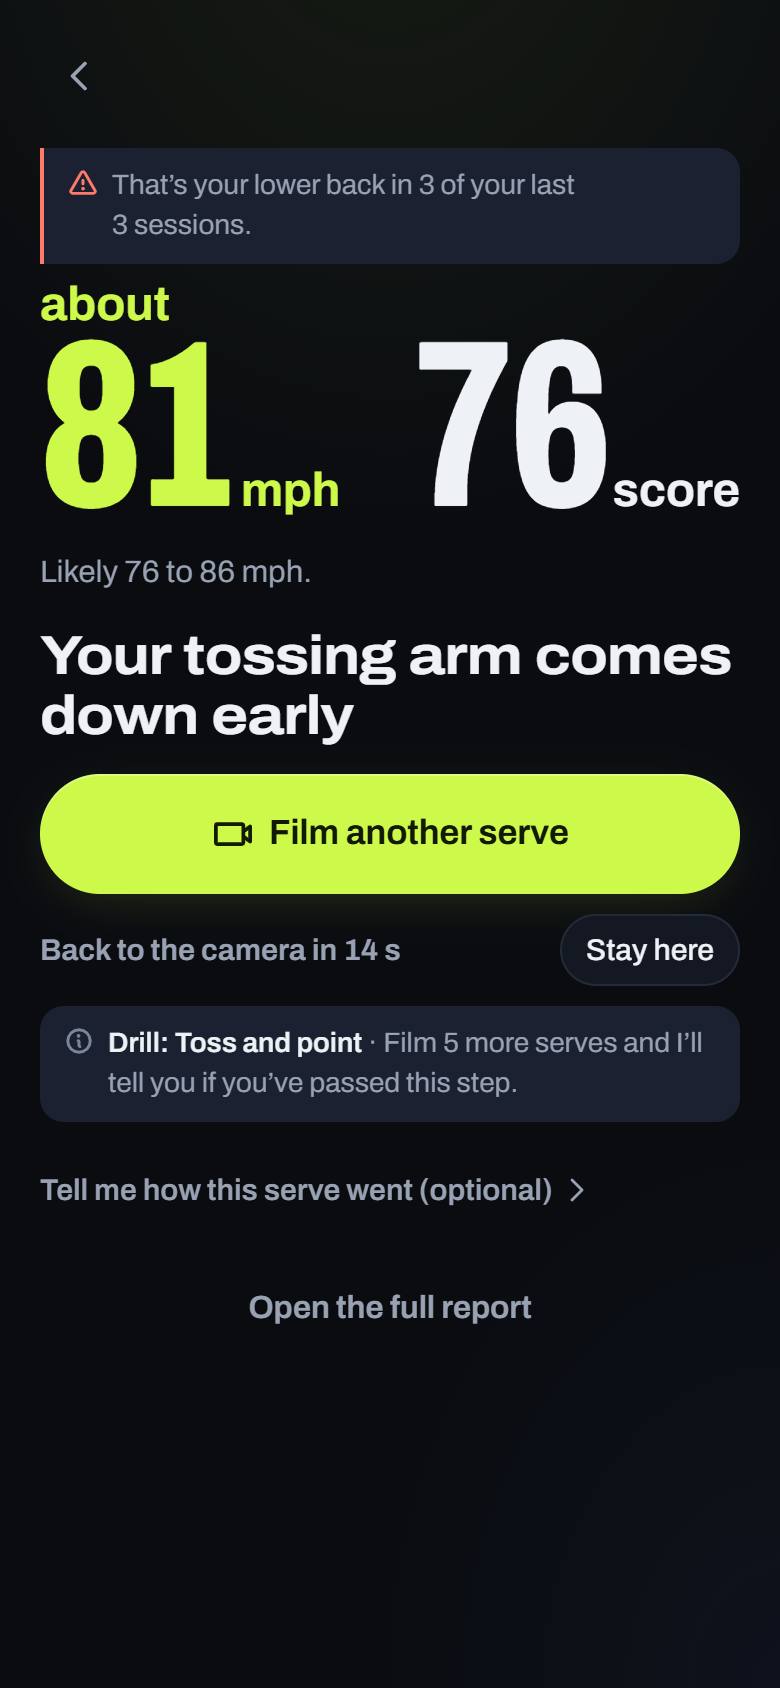 That’s your lower back in 3 of your last
3 sessions.
about
81 mph 76 score
Likely 76 to 86 mph.
Your tossing arm comes
down early
Film another serve
Back to the camera in 14 s
Stay here
Drill: Toss and point · Film 5 more serves and I’ll
tell you if you’ve passed this step.
Tell me how this serve went (optional)
Open the full report